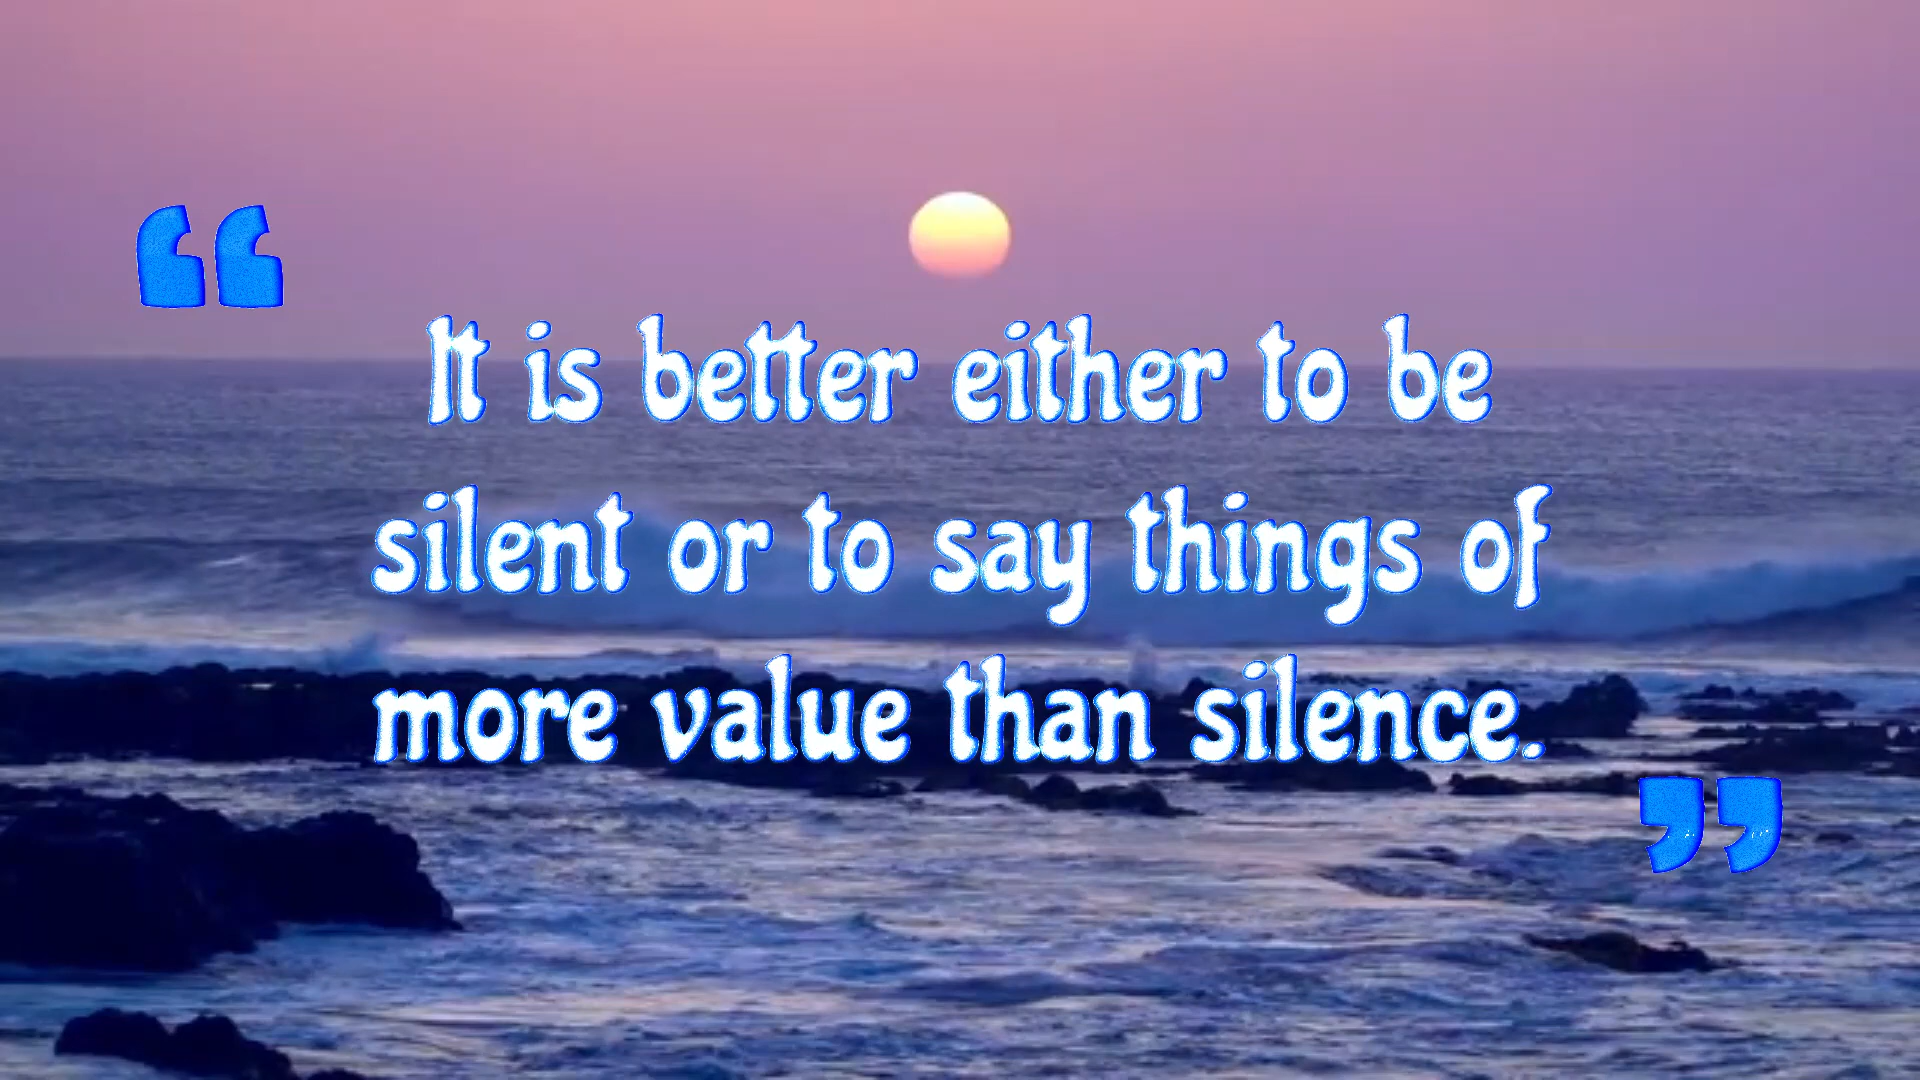 “
It is better either to be
silent or to say things of
more value than silence.
”